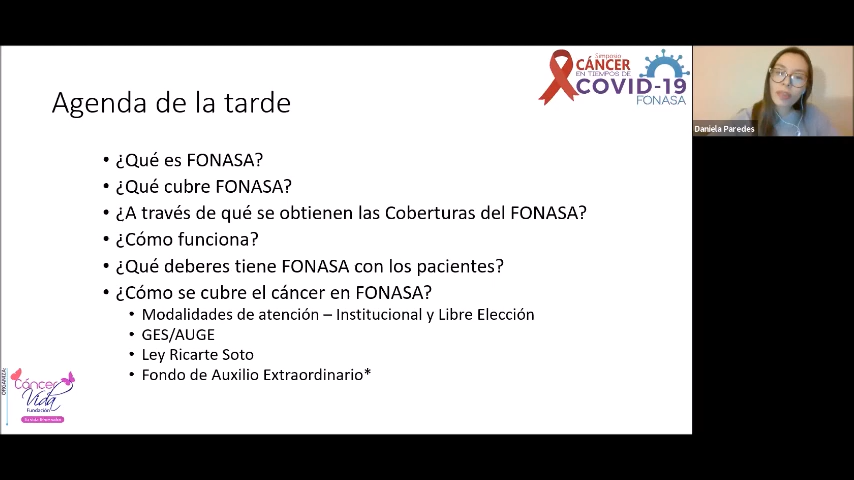 Simposio
CÁNCER
EN TIEMPOS DE
COVID-19
FONASA
Daniela Paredes
Agenda de la tarde
• ¿Qué es FONASA?
• ¿Qué cubre FONASA?
• ¿A través de qué se obtienen las Coberturas del FONASA?
• ¿Cómo funciona?
• ¿Qué deberes tiene FONASA con los pacientes?
• ¿Cómo se cubre el cáncer en FONASA?
• Modalidades de atención – Institucional y Libre Elección
• GES/AUGE
• Ley Ricarte Soto
• Fondo de Auxilio Extraordinario*
ORGANIZA:
Cáncer
Vida
Fundación